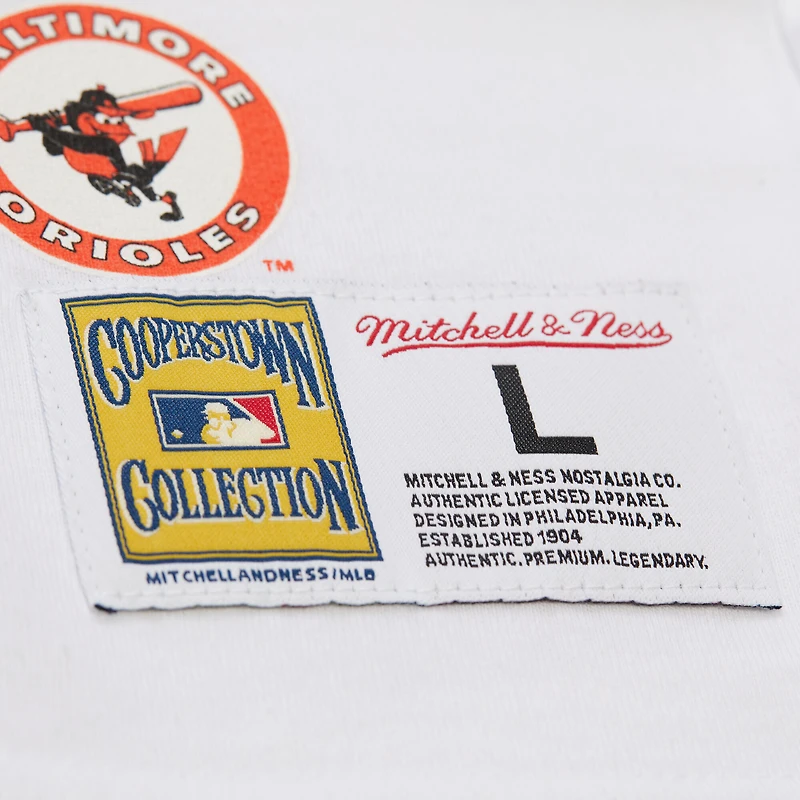 BALTIMORE
ORIOLES
TM
COOPERSTOWN
COLLECTION
MITCHELLANDNESS/MLB
Mitchell & Ness
L
MITCHELL & NESS NOSTALGIA CO.
AUTHENTIC LICENSED APPAREL
DESIGNED IN PHILADELPHIA, PA.
ESTABLISHED 1904
AUTHENTIC. PREMIUM. LEGENDARY.